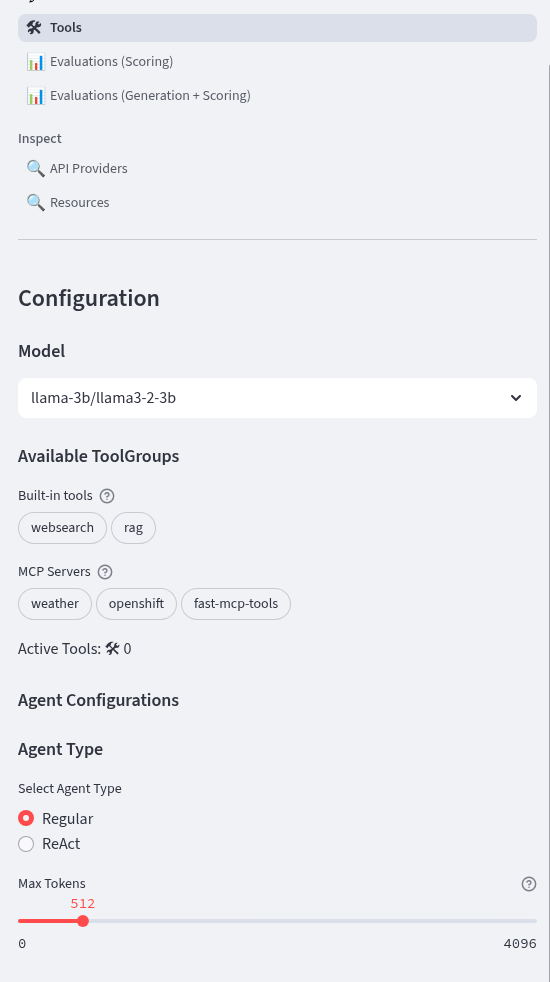 Tools
Evaluations (Scoring)
Evaluations (Generation + Scoring)
Inspect
API Providers
Resources
Configuration
Model
llama-3b/llama3-2-3b
Available ToolGroups
Built-in tools
websearch rag
MCP Servers
weather openshift fast-mcp-tools
Active Tools: 🛠 0
Agent Configurations
Agent Type
Select Agent Type
Regular
ReAct
Max Tokens
512
0 4096